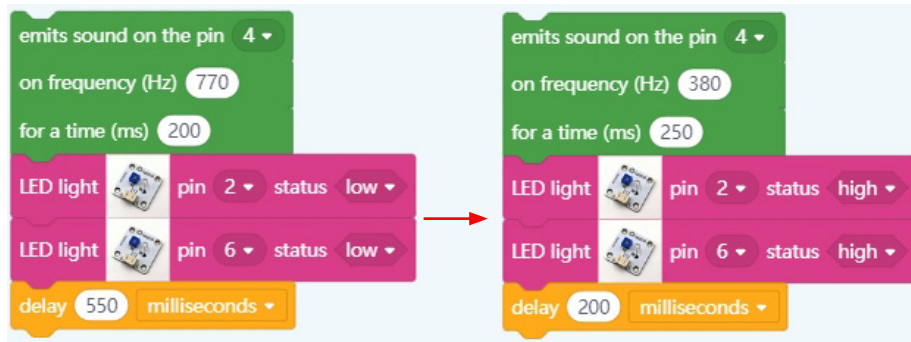 emits sound on the pin 4
on frequency (Hz) 770
for a time (ms) 200
LED light pin 2 status low
LED light pin 6 status low
delay 550 milliseconds
emits sound on the pin 4
on frequency (Hz) 380
for a time (ms) 250
LED light pin 2 status high
LED light pin 6 status high
delay 200 milliseconds